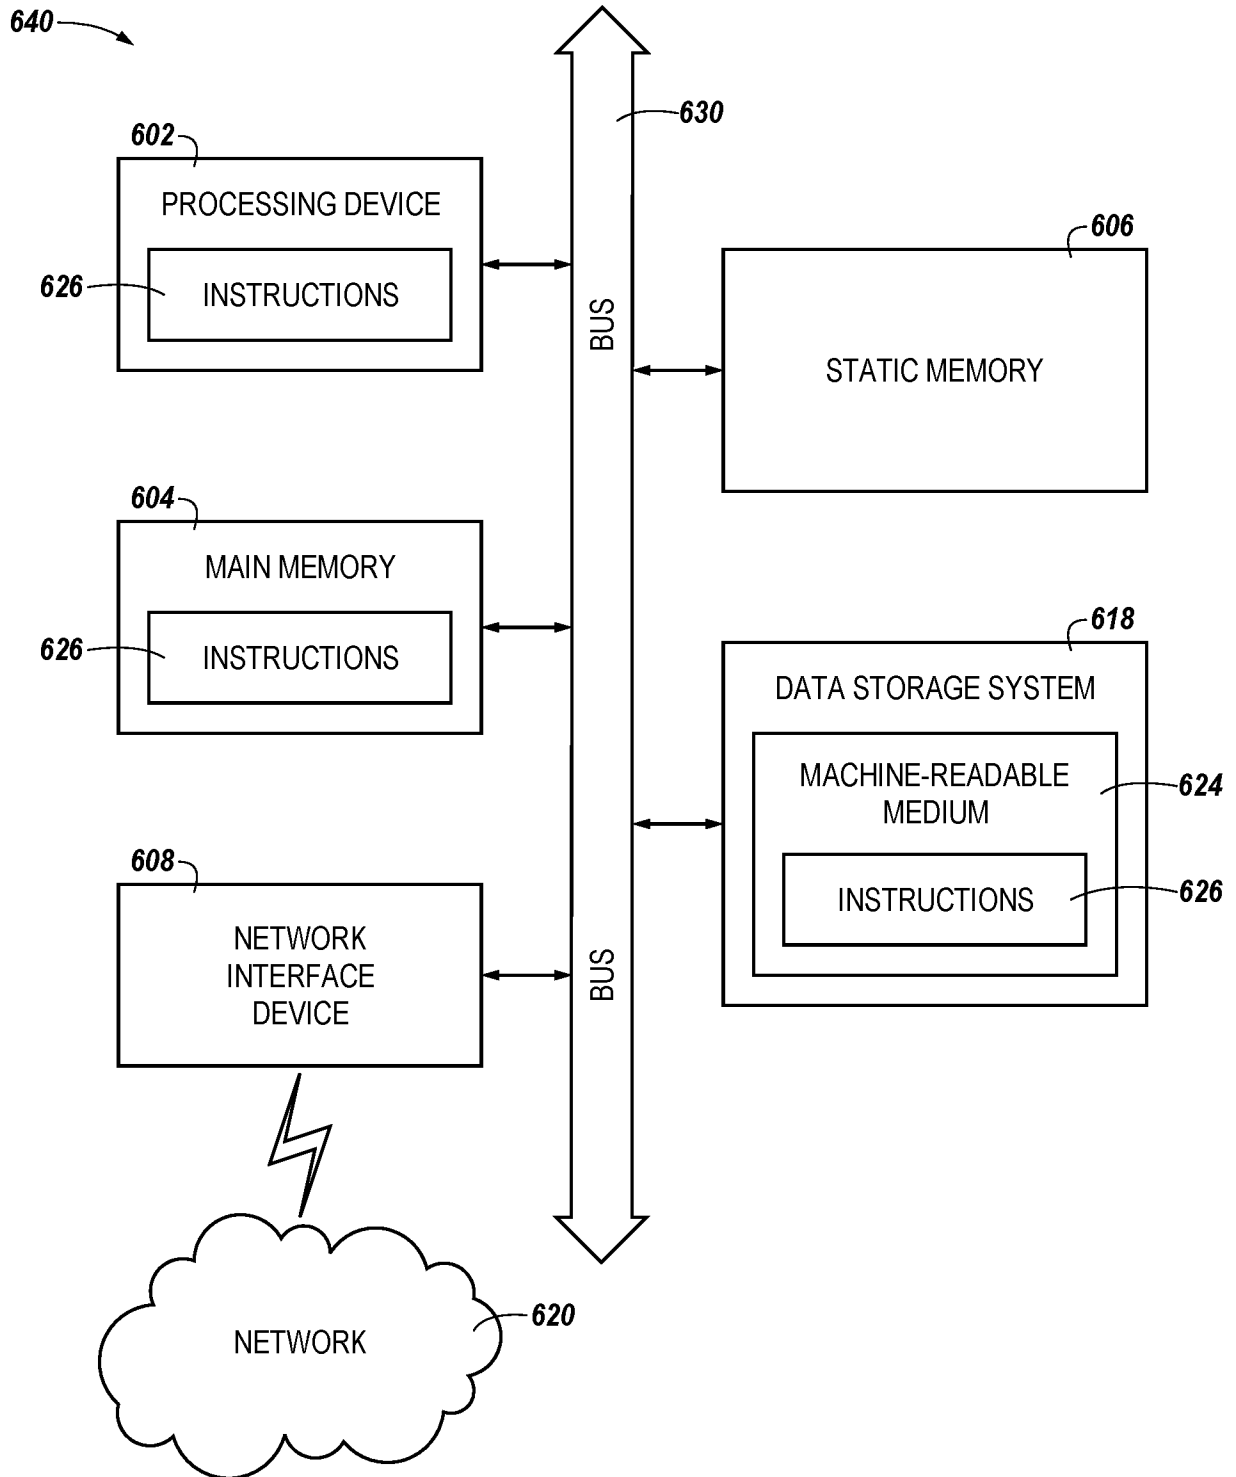 640
630
602
PROCESSING DEVICE
626
INSTRUCTIONS
BUS
606
STATIC MEMORY
604
MAIN MEMORY
626
INSTRUCTIONS
618
DATA STORAGE SYSTEM
MACHINE-READABLE
MEDIUM
624
INSTRUCTIONS
626
608
NETWORK
INTERFACE
DEVICE
BUS
NETWORK
620